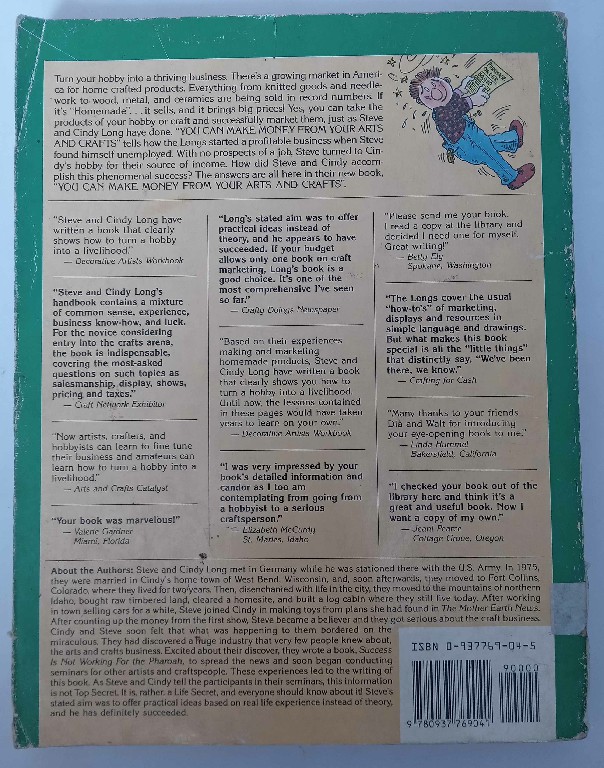 Turn your hobby into a thriving business. There's a growing market in Ameri-
ca for home crafted products. Everything from knitted goods and needle-
work to wood, metal, and ceramics are being sold in record numbers. If
it's "Homemade". . .it sells, and it brings big prices! Yes, you can take the
products of your hobby or craft and successfully market them, just as Steve
and Cindy Long have done. "YOU CAN MAKE MONEY FROM YOUR ARTS
AND CRAFTS" tells how the Longs started a profitable business when Steve
found himself unemployed. With no prospects of a job, Steve turned to Cin-
dy's hobby for their source of income. How did Steve and Cindy accom-
plish this phenomenal success? The answers are all here in their new book,
"YOU CAN MAKE MONEY FROM YOUR ARTS AND CRAFTS".
"Steve and Cindy Long have
written a book that clearly
shows how to turn a hobby
into a livelihood."
— Decorative Artists Workbook
"Steve and Cindy Long's
handbook contains a mixture
of common sense, experience,
business know-how, and luck.
For the novice considering
entry into the crafts arena,
the book is indispensable,
covering the most-asked
questions on such topics as
salesmanship, display, shows,
pricing and taxes."
— Craft Network Exhibitor
"Now artists, crafters, and
hobbyists can learn to fine tune
their business and amateurs can
learn how to turn a hobby into a
livelihood."
— Arts and Crafts Catalyst
"Your book was marvelous!"
— Valerie Gardner
Miami, Florida
"Long's stated aim was to offer
practical ideas instead of
theory, and he appears to have
succeeded. If your budget
allows only one book on craft
marketing, Long's book is a
good choice. It's one of the
most comprehensive I've seen
so far."
— Crafty Doings Newspaper
"Based on their experiences
making and marketing
homemade products, Steve and
Cindy Long have written a book
that clearly shows you how to
turn a hobby into a livelihood.
Until now, the lessons contained
in these pages would have taken
years to learn on your own."
— Decorative Artists Workbook
"I was very impressed by your
book's detailed information and
candor as I too am
contemplating from going from
a hobbyist to a serious
craftsperson."
— Elizabeth McCurdy
St. Maries, Idaho
"Please send me your book.
I read a copy at the library and
decided I need one for myself.
Great writing!"
— Betty Ely
Spokane, Washington
"The Longs cover the usual
"how-to's" of marketing,
displays and resources in
simple language and drawings.
But what makes this book
special is all the "little things"
that distinctly say, "We've been
there, we know."
— Crafting for Cash
"Many thanks to your friends
Dia and Walt for introducing
your eye-opening book to me."
— Linda Hummel
Bakersfield, California
"I checked your book out of the
library here and think it's a
great and useful book. Now I
want a copy of my own."
— Jeani Pearce
Cottage Grove, Oregon
About the Authors: Steve and Cindy Long met in Germany while he was stationed there with the U.S. Army. In 1975,
they were married in Cindy's home town of West Bend, Wisconsin, and, soon afterwards, they moved to Fort Collins,
Colorado, where they lived for two years. Then, disenchanted with life in the city, they moved to the mountains of northern
Idaho, bought raw timbered land, cleared a homesite, and built a log cabin where they still live today. After working
in town selling cars for a while, Steve joined Cindy in making toys from plans she had found in The Mother Earth News.
After counting up the money from the first show, Steve became a believer and they got serious about the craft business.
Cindy and Steve soon felt that what was happening to them bordered on the
miraculous. They had discovered a huge industry that very few people knew about,
the arts and crafts business. Excited about their discover, they wrote a book, Success
Is Not Working For the Pharoah, to spread the news and soon began conducting
seminars for other artists and craftspeople. These experiences led to the writing of
this book. As Steve and Cindy tell the participants in their seminars, this information
is not Top Secret. It is, rather, a Life Secret, and everyone should know about it! Steve's
stated aim was to offer practical ideas based on real life experience instead of theory,
and he has definitely succeeded.
ISBN 0-937769-04-5
90000
9 780937 769041